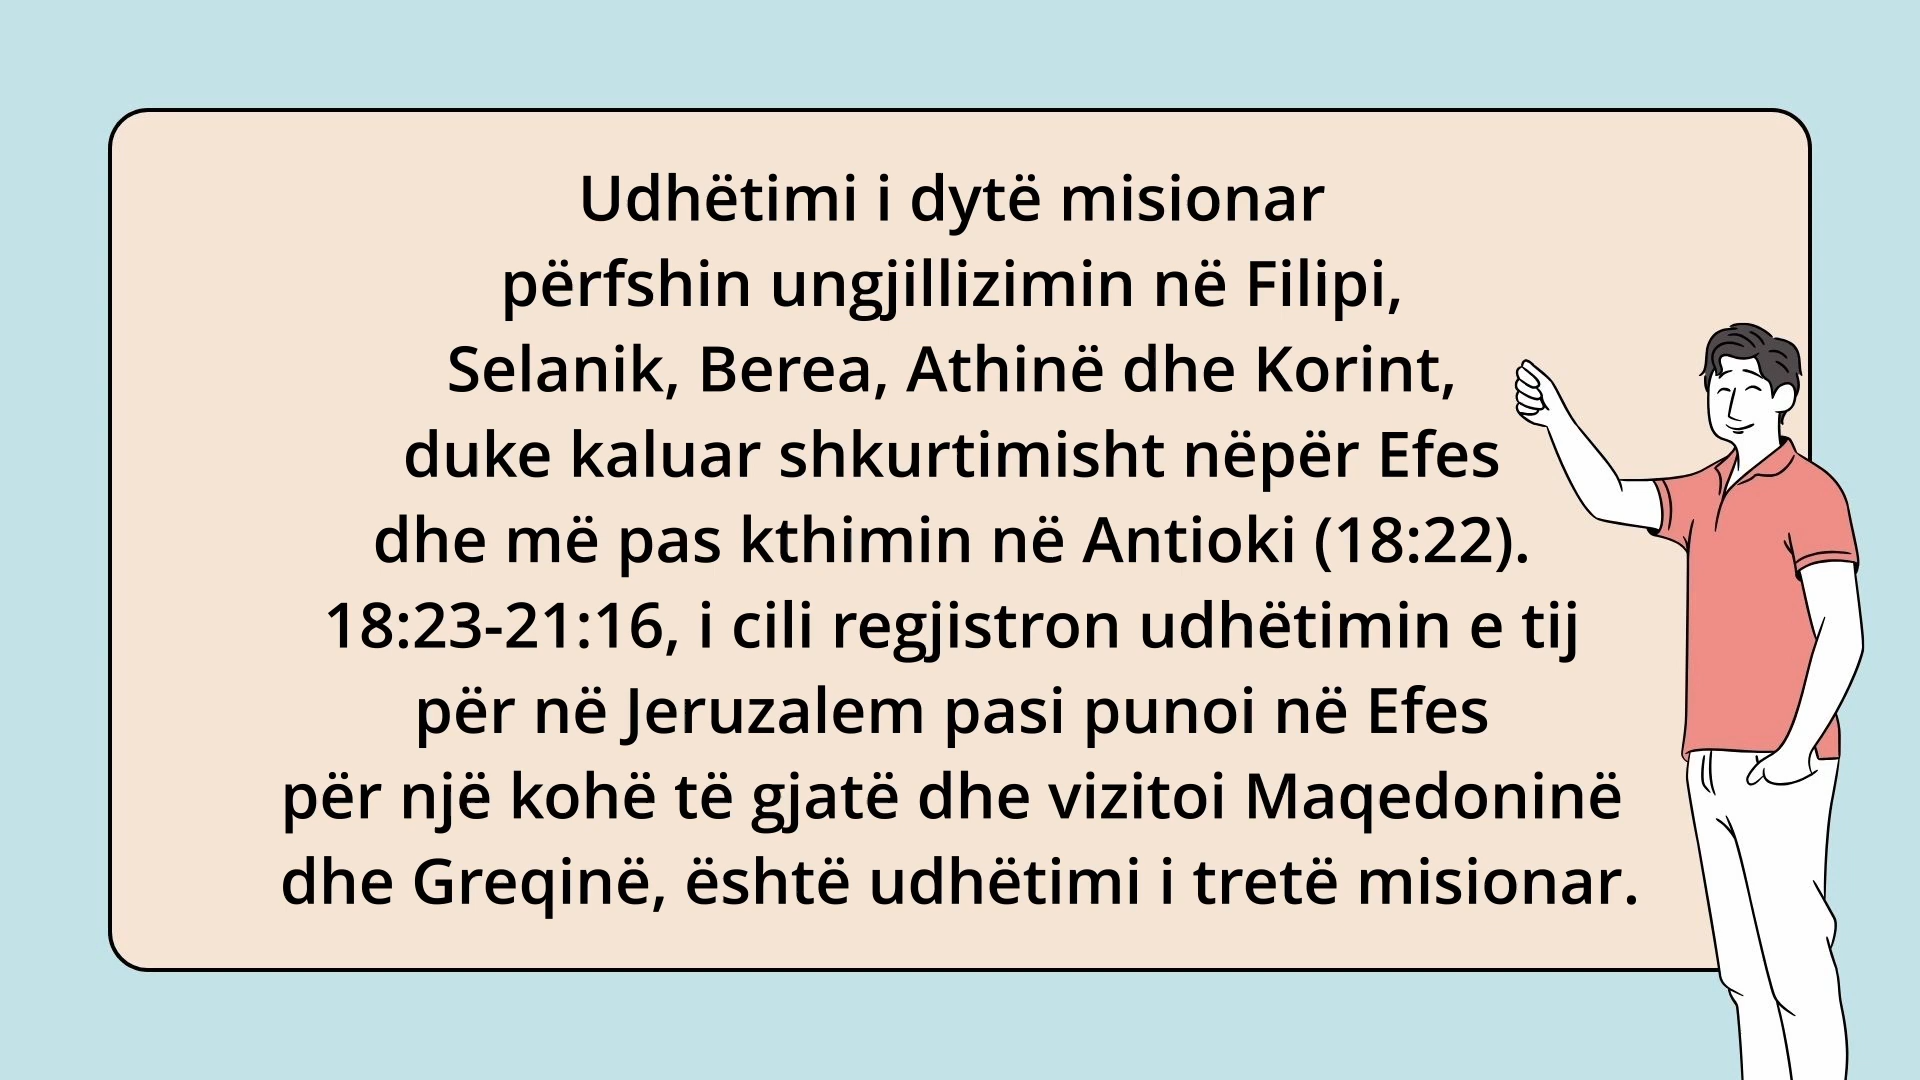 Udhëtimi i dytë misionar
përfshin ungjillizimin në Filipi,
Selanik, Berea, Athinë dhe Korint,
duke kaluar shkurtimisht nëpër Efes
dhe më pas kthimin në Antioki (18:22).
18:23-21:16, i cili regjistron udhëtimin e tij
për në Jeruzalem pasi punoi në Efes
për një kohë të gjatë dhe vizitoi Maqedoninë
dhe Greqinë, është udhëtimi i tretë misionar.